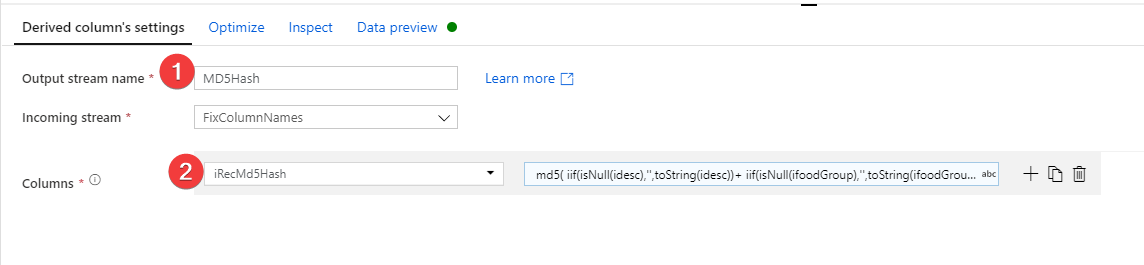 Derived column's settings Optimize Inspect Data preview
Output stream name * 1 MD5Hash Learn more
Incoming stream * FixColumnNames
Columns * 2 iRecMd5Hash md5( iif(isNull(idesc),'',toString(idesc))+ iif(isNull(ifoodGroup),'',toString(ifoodGrou... abc